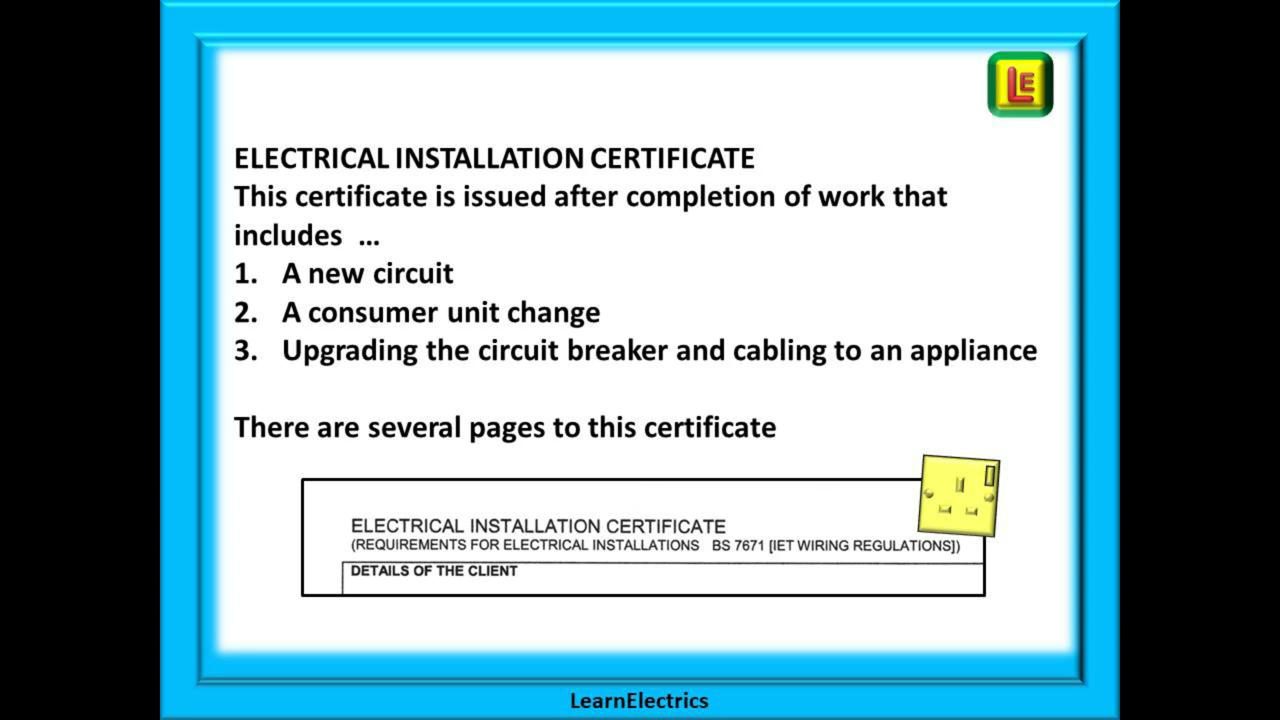 LE
ELECTRICAL INSTALLATION CERTIFICATE
This certificate is issued after completion of work that
includes ...
1. A new circuit
2. A consumer unit change
3. Upgrading the circuit breaker and cabling to an appliance
There are several pages to this certificate
ELECTRICAL INSTALLATION CERTIFICATE
(REQUIREMENTS FOR ELECTRICAL INSTALLATIONS BS 7671 [IET WIRING REGULATIONS])
DETAILS OF THE CLIENT
LearnElectrics